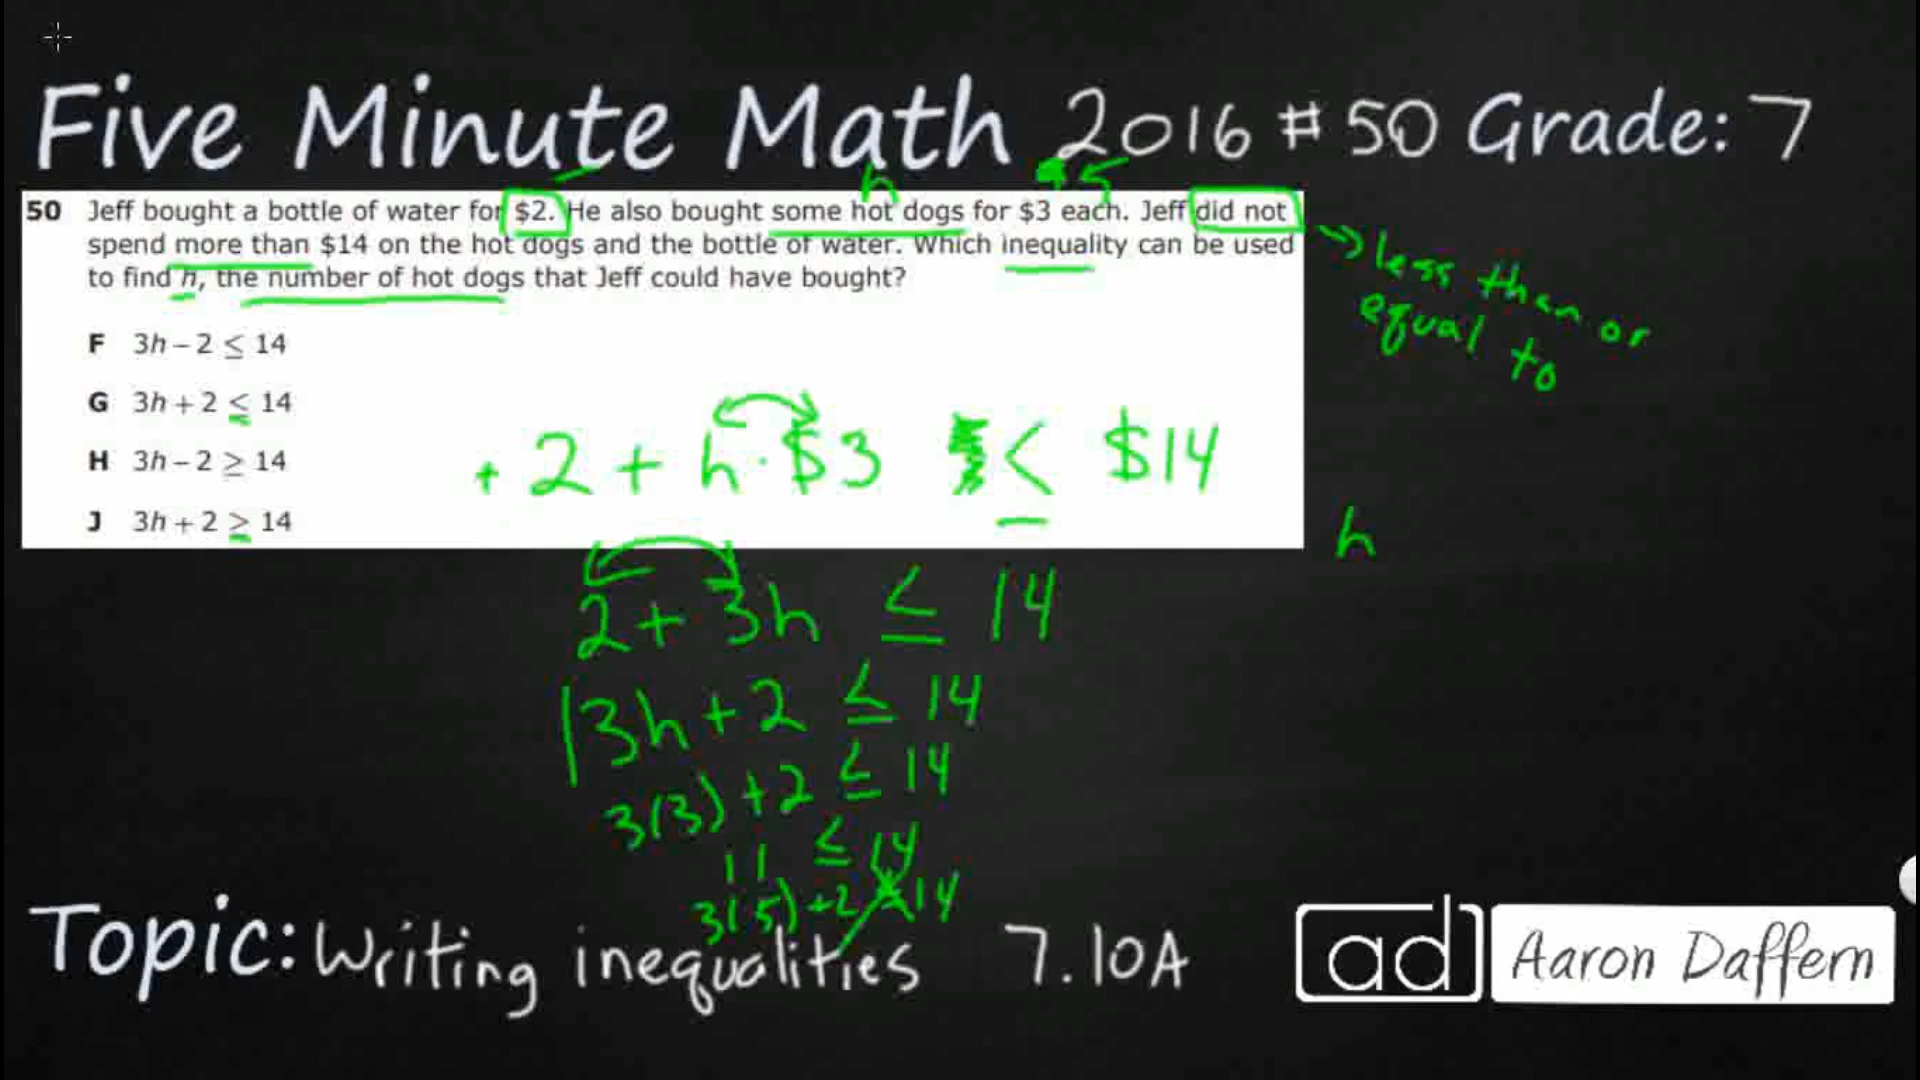 Five Minute Math 2016 #50 Grade: 7
h $5
50 Jeff bought a bottle of water for $2. He also bought some hot dogs for $3 each. Jeff did not
spend more than $14 on the hot dogs and the bottle of water. Which inequality can be used
to find h, the number of hot dogs that Jeff could have bought?
→ less than or
equal to
F 3h – 2 ≤ 14
G 3h + 2 ≤ 14
H 3h – 2 ≥ 14
J 3h + 2 ≥ 14
+ 2 + h · $3 ≤ $14
h
2 + 3h ≤ 14
3h + 2 ≤ 14
3(3) + 2 ≤ 14
11 ≤ 14
3(5) + 2 ≤ 14
Topic: Writing inequalities 7.10A
ad Aaron Daffern